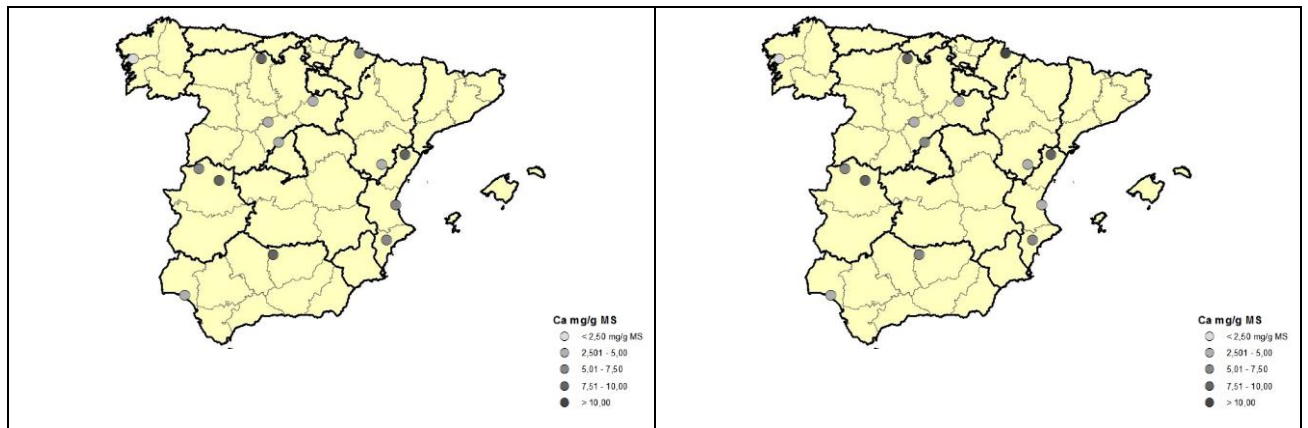 Ca mg/g MS
< 2,50 mg/g MS
2,501 - 5,00
5,01 - 7,50
7,51 - 10,00
> 10,00
Ca mg/g MS
< 2,50 mg/g MS
2,501 - 5,00
5,01 - 7,50
7,51 - 10,00
> 10,00